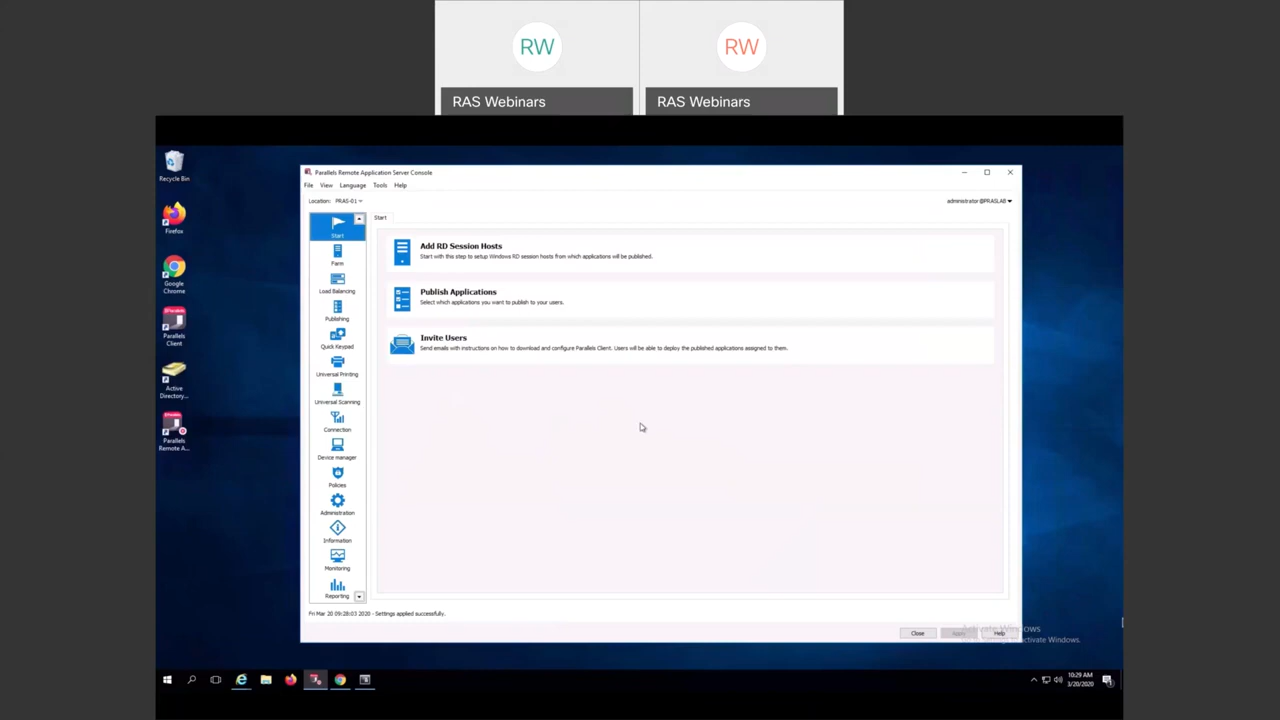 RW
RW
RAS Webinars
RAS Webinars
Recycle Bin
Firefox
Google
Chrome
Parallels
Client
Active
Directory...
Parallels
Remote A...
Parallels Remote Application Server Console
File View Language Tools Help
Location: PRAS-01
administrator@PRASLAB
Start
Farm
Load Balancing
Publishing
Quick Keypad
Universal Printing
Universal Scanning
Connection
Device manager
Policies
Administration
Information
Monitoring
Reporting
Start
Add RD Session Hosts
Start with this step to setup Windows RD session hosts from which applications will be published.
Publish Applications
Select which applications you want to publish to your users.
Invite Users
Send emails with instructions on how to download and configure Parallels Client. Users will be able to deploy the published applications assigned to them.
Fri Mar 20 09:28:03 2020 - Settings applied successfully.
Close Apply Help
Activate Windows
Go to Settings to activate Windows.
10:29 AM
3/20/2020